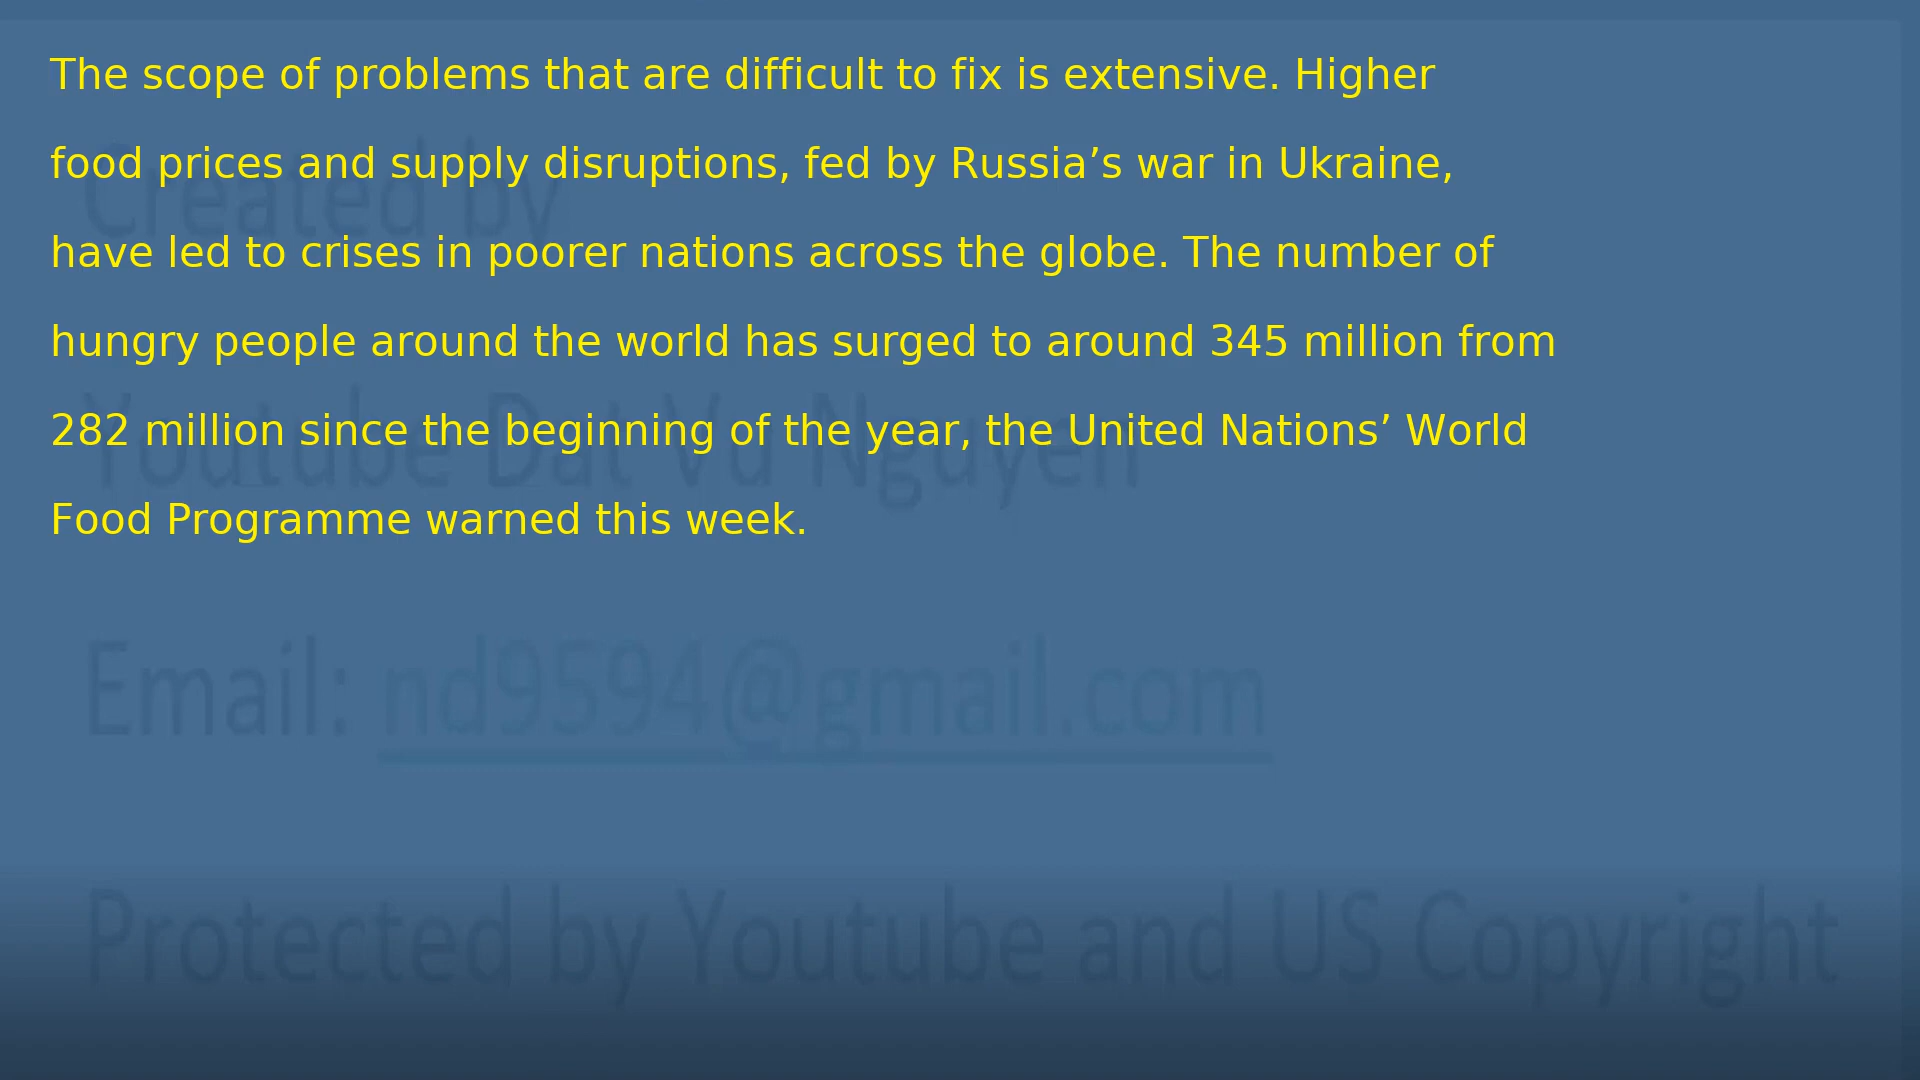 The scope of problems that are difficult to fix is extensive. Higher
food prices and supply disruptions, fed by Russia’s war in Ukraine,
have led to crises in poorer nations across the globe. The number of
hungry people around the world has surged to around 345 million from
282 million since the beginning of the year, the United Nations’ World
Food Programme warned this week.
Created by
Youtube Dat Vu Nguyen
Email: nd9594@gmail.com
Protected by Youtube and US Copyright